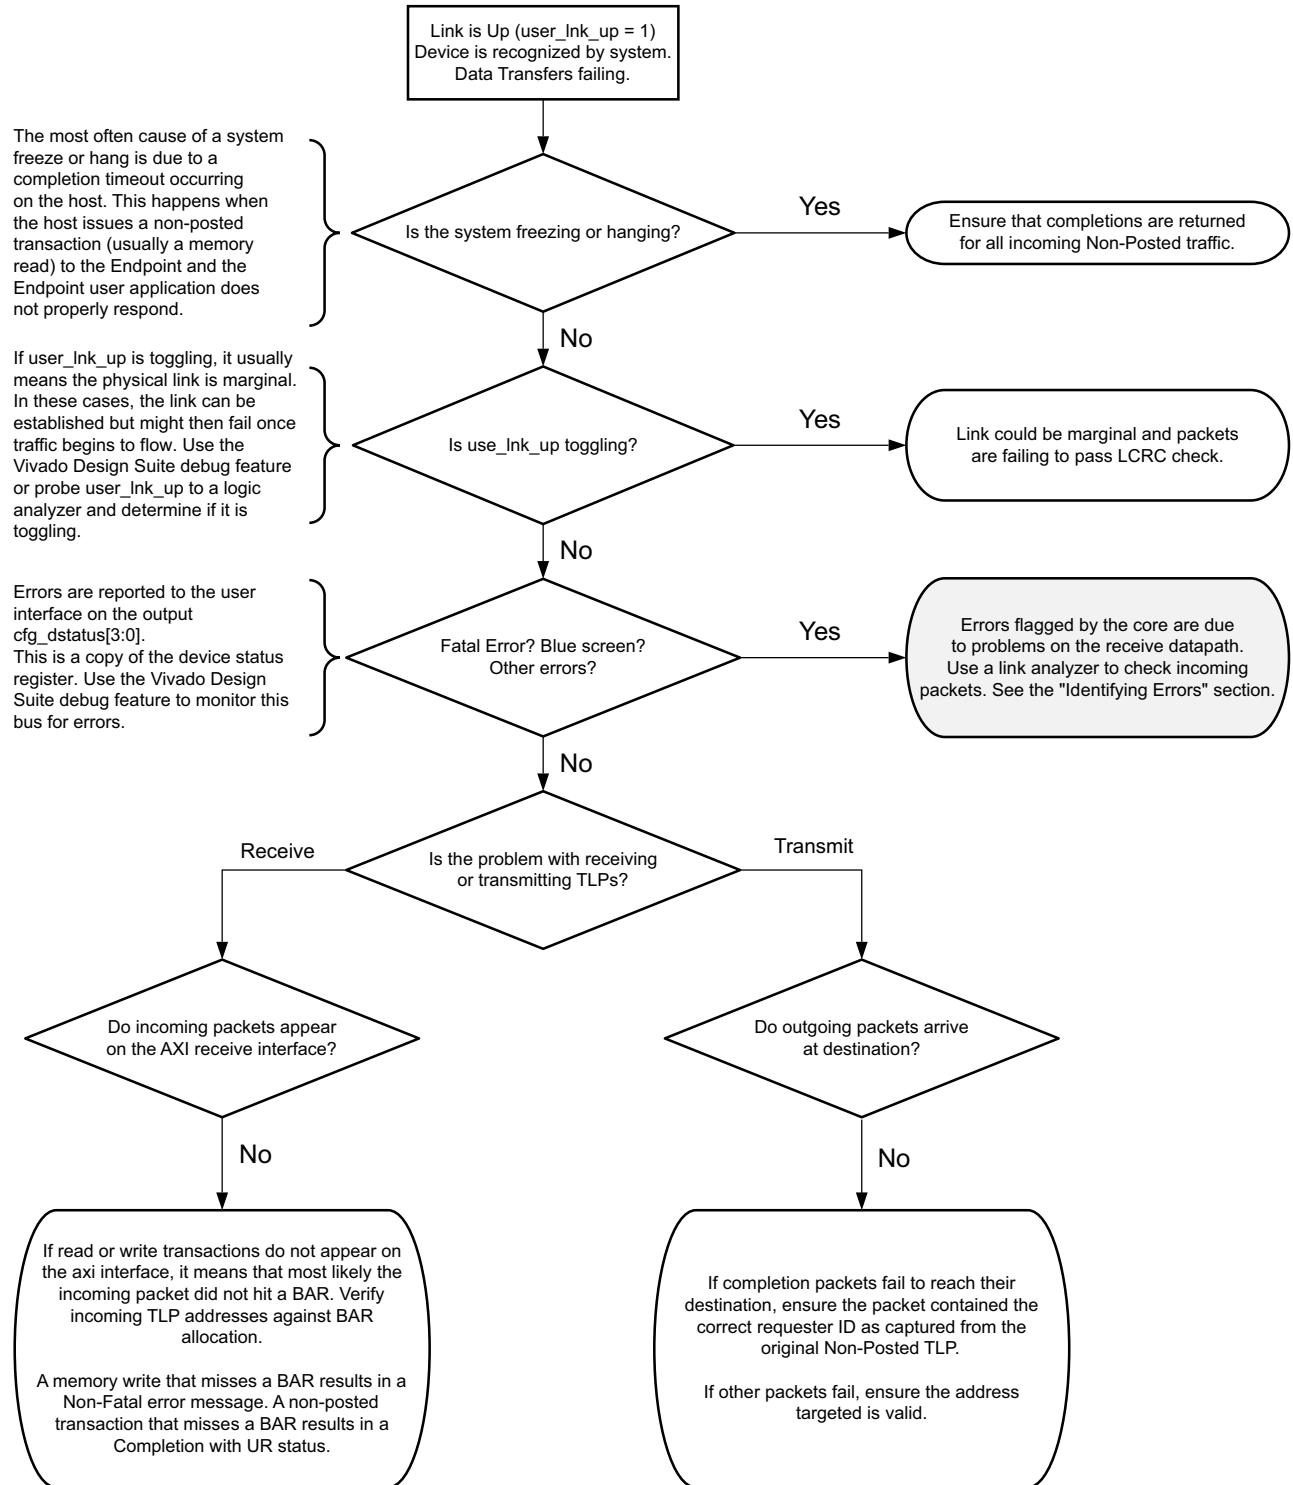 Link is Up (user_lnk_up = 1)
Device is recognized by system.
Data Transfers failing.
The most often cause of a system
freeze or hang is due to a
completion timeout occurring
on the host. This happens when
the host issues a non-posted
transaction (usually a memory
read) to the Endpoint and the
Endpoint user application does
not properly respond.
Is the system freezing or hanging?
Yes
Ensure that completions are returned
for all incoming Non-Posted traffic.
No
If user_lnk_up is toggling, it usually
means the physical link is marginal.
In these cases, the link can be
established but might then fail once
traffic begins to flow. Use the
Vivado Design Suite debug feature
or probe user_lnk_up to a logic
analyzer and determine if it is
toggling.
Is use_lnk_up toggling?
Yes
Link could be marginal and packets
are failing to pass LCRC check.
No
Errors are reported to the user
interface on the output
cfg_dstatus[3:0].
This is a copy of the device status
register. Use the Vivado Design
Suite debug feature to monitor this
bus for errors.
Fatal Error? Blue screen?
Other errors?
Yes
Errors flagged by the core are due
to problems on the receive datapath.
Use a link analyzer to check incoming
packets. See the "Identifying Errors" section.
No
Is the problem with receiving
or transmitting TLPs?
Receive
Transmit
Do incoming packets appear
on the AXI receive interface?
Do outgoing packets arrive
at destination?
No
No
If read or write transactions do not appear on
the axi interface, it means that most likely the
incoming packet did not hit a BAR. Verify
incoming TLP addresses against BAR
allocation.
A memory write that misses a BAR results in a
Non-Fatal error message. A non-posted
transaction that misses a BAR results in a
Completion with UR status.
If completion packets fail to reach their
destination, ensure the packet contained the
correct requester ID as captured from the
original Non-Posted TLP.
If other packets fail, ensure the address
targeted is valid.